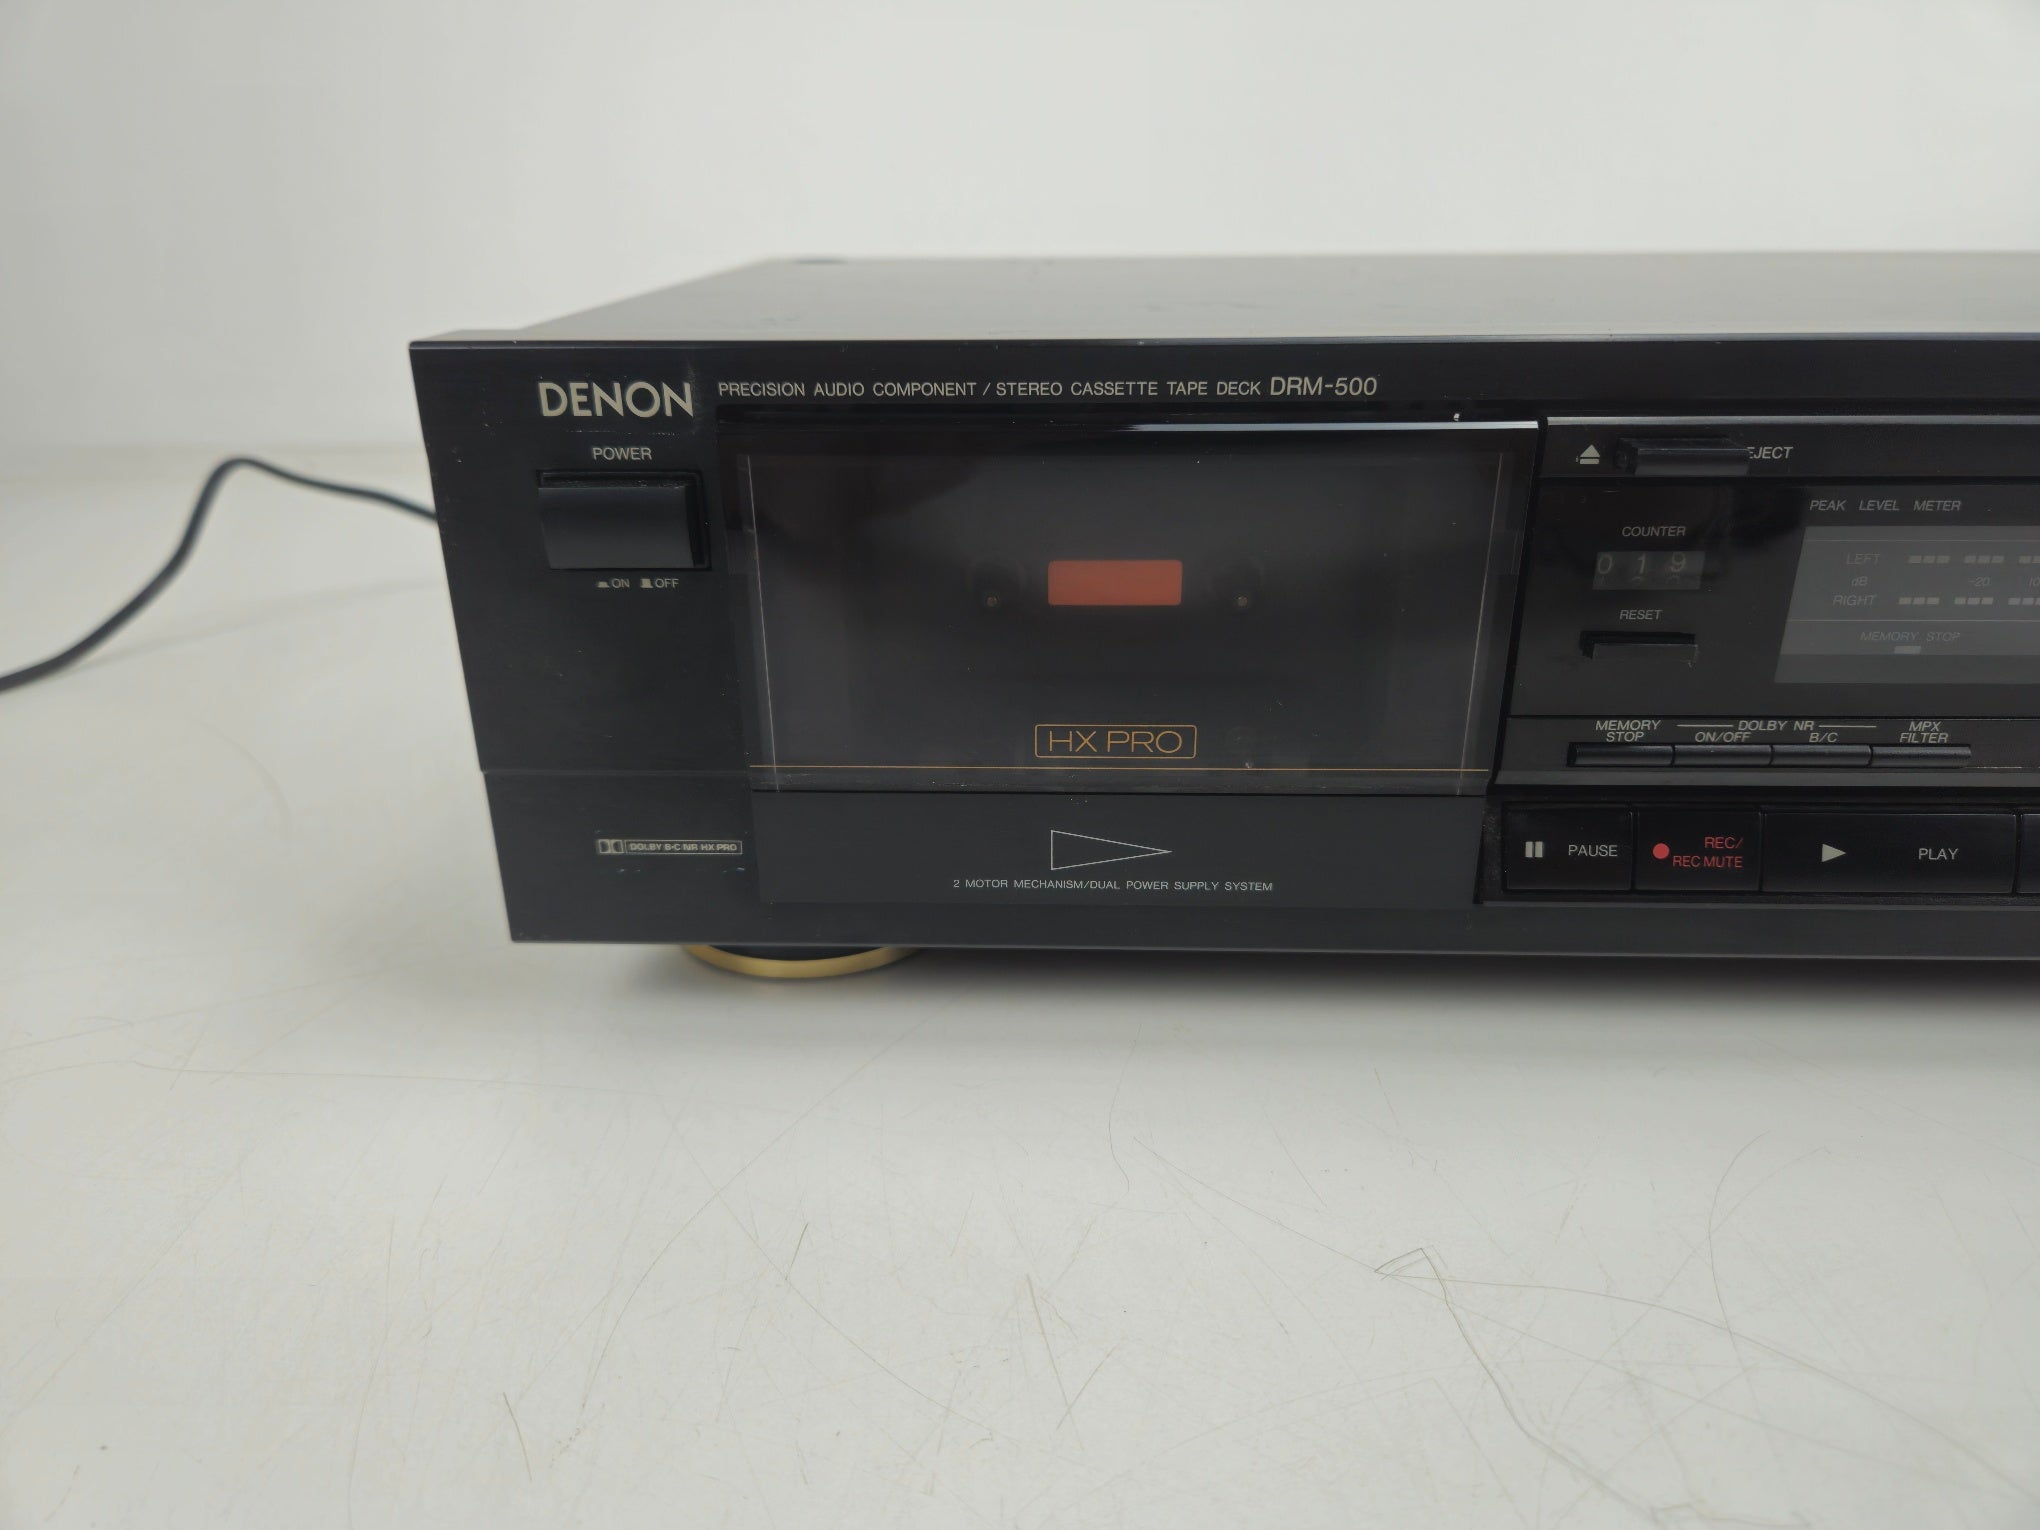 DENON PRECISION AUDIO COMPONENT / STEREO CASSETTE TAPE DECK DRM-500
POWER
ON OFF
EJECT
PEAK LEVEL METER
COUNTER
019
LEFT
dB -20 10
RIGHT
RESET
MEMORY STOP
HX PRO
MEMORY STOP
DOLBY NR
ON/OFF B/C
MPX FILTER
DOLBY B-C NR HX PRO
2 MOTOR MECHANISM/DUAL POWER SUPPLY SYSTEM
PAUSE
REC/
REC MUTE
PLAY